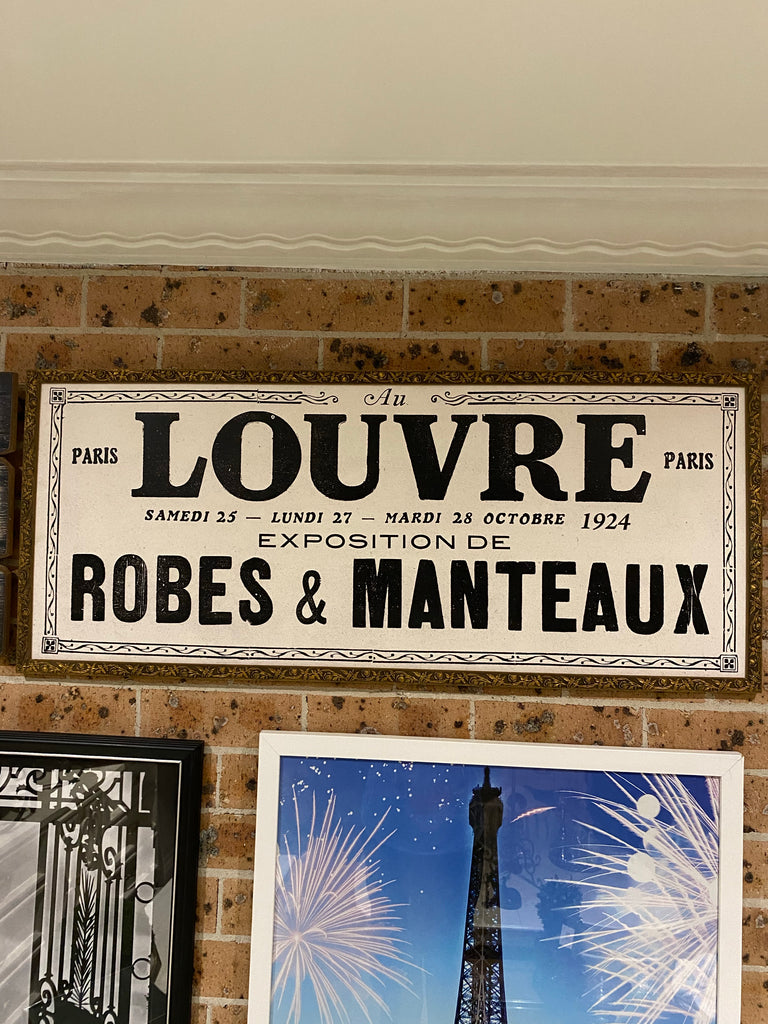 Au
PARIS LOUVRE PARIS
SAMEDI 25 — LUNDI 27 — MARDI 28 OCTOBRE 1924
EXPOSITION DE
ROBES & MANTEAUX